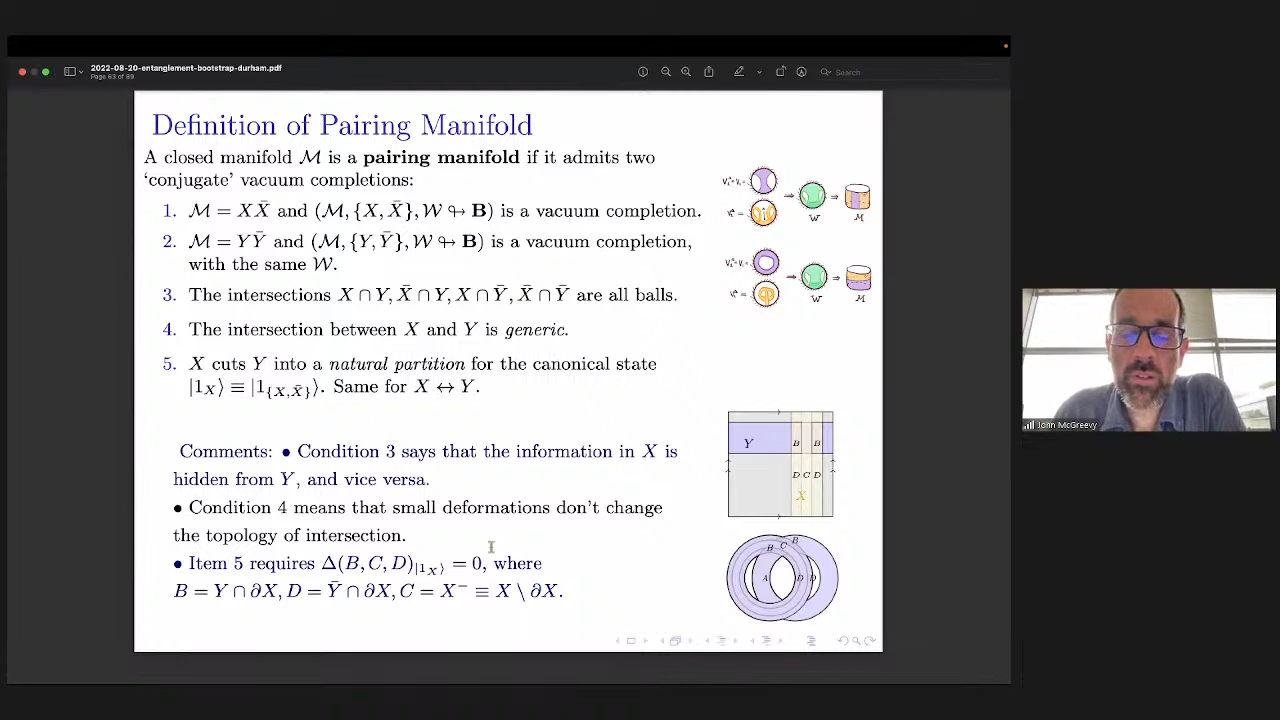 2022-08-20-entanglement-bootstrap-durham.pdf
Page 63 of 89
Search
Definition of Pairing Manifold
A closed manifold ℳ is a pairing manifold if it admits two
‘conjugate’ vacuum completions:
1. ℳ = XX̄ and (ℳ, {X, X̄}, 𝒲 ↬ B) is a vacuum completion.
2. ℳ = YȲ and (ℳ, {Y, Ȳ}, 𝒲 ↬ B) is a vacuum completion,
with the same 𝒲.
3. The intersections X ∩ Y, X̄ ∩ Y, X ∩ Ȳ, X̄ ∩ Ȳ are all balls.
4. The intersection between X and Y is generic.
5. X cuts Y into a natural partition for the canonical state
|1_X⟩ ≡ |1_{X,X̄}⟩. Same for X ↔ Y.
Comments: • Condition 3 says that the information in X is
hidden from Y, and vice versa.
• Condition 4 means that small deformations don’t change
the topology of intersection.
• Item 5 requires Δ(B, C, D)_{|1_X⟩} = 0, where
B = Y ∩ ∂X, D = Ȳ ∩ ∂X, C = X⁻ ≡ X \ ∂X.
W
M
W
M
Y
B B
D C D
X
B C B
A D D
John McGreevy